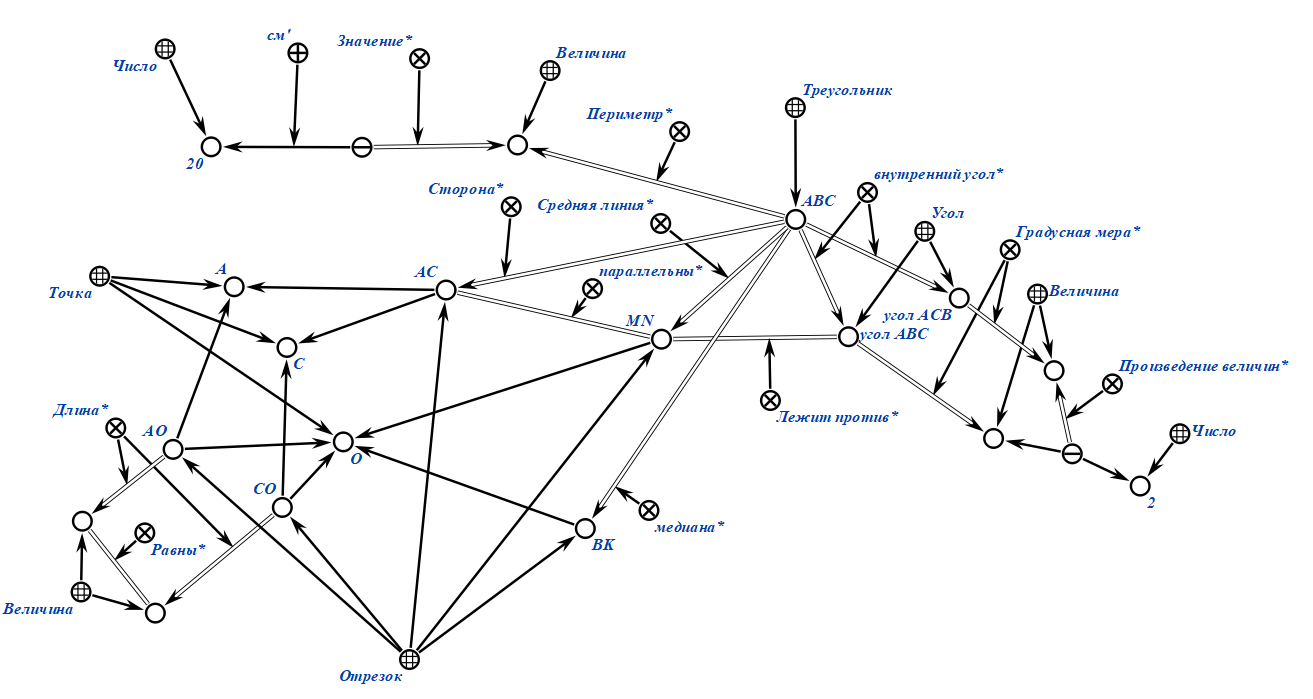 см'
Значение*
Величина
Число
Треугольник
Периметр*
20
внутренний угол*
Сторона*
Средняя линия*
ABC
Угол
Градусная мера*
A
AC
параллельны*
Точка
Величина
MN
угол ACB
угол ABC
C
Произведение величин*
Длина*
Лежит против*
AO
Число
O
CO
2
медиана*
Равны*
BK
Величина
Отрезок